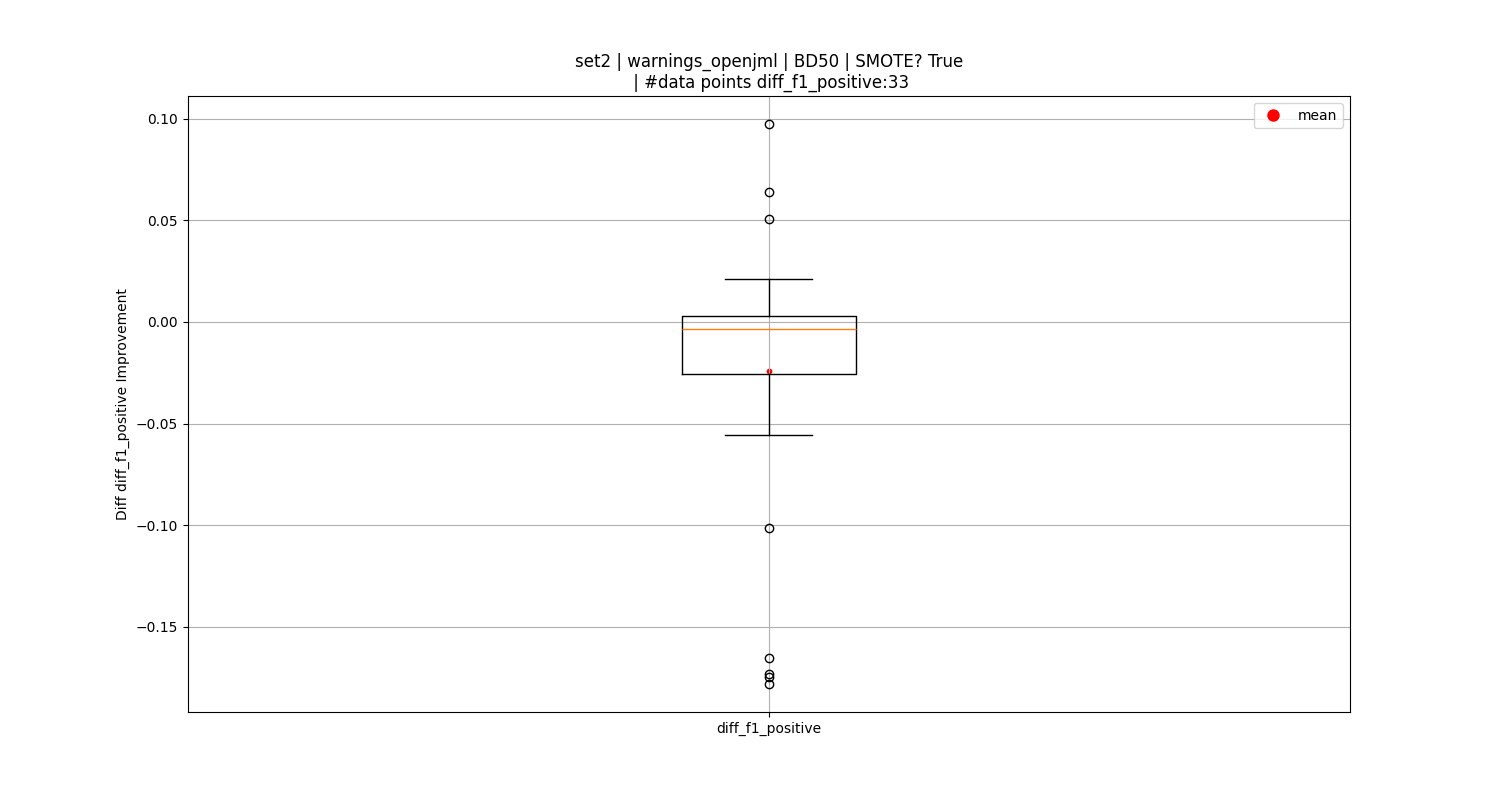 set2 | warnings_openjml | BD50 | SMOTE? True
| #data points diff_f1_positive:33
mean
0.10
0.05
0.00
−0.05
−0.10
−0.15
Diff diff_f1_positive Improvement
diff_f1_positive